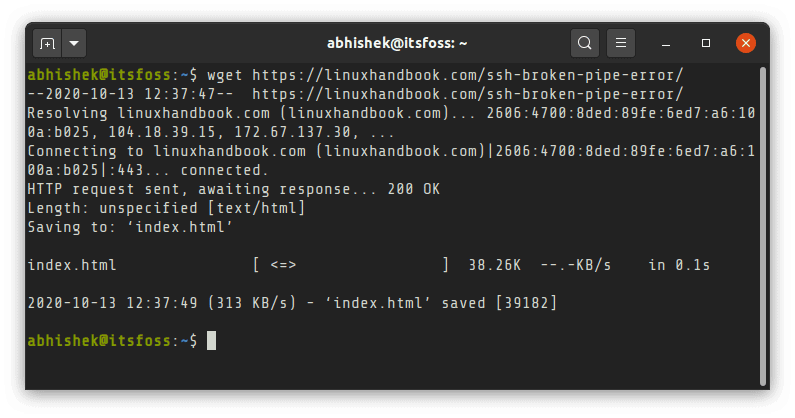 abhishek@itsfoss: ~
abhishek@itsfoss:~$ wget https://linuxhandbook.com/ssh-broken-pipe-error/
--2020-10-13 12:37:47--  https://linuxhandbook.com/ssh-broken-pipe-error/
Resolving linuxhandbook.com (linuxhandbook.com)... 2606:4700:8ded:89fe:6ed7:a6:10
0a:b025, 104.18.39.15, 172.67.137.30, ...
Connecting to linuxhandbook.com (linuxhandbook.com)|2606:4700:8ded:89fe:6ed7:a6:1
00a:b025|:443... connected.
HTTP request sent, awaiting response... 200 OK
Length: unspecified [text/html]
Saving to: ‘index.html’
index.html              [ <=>                ]  38.26K  --.-KB/s    in 0.1s
2020-10-13 12:37:49 (313 KB/s) - ‘index.html’ saved [39182]
abhishek@itsfoss:~$